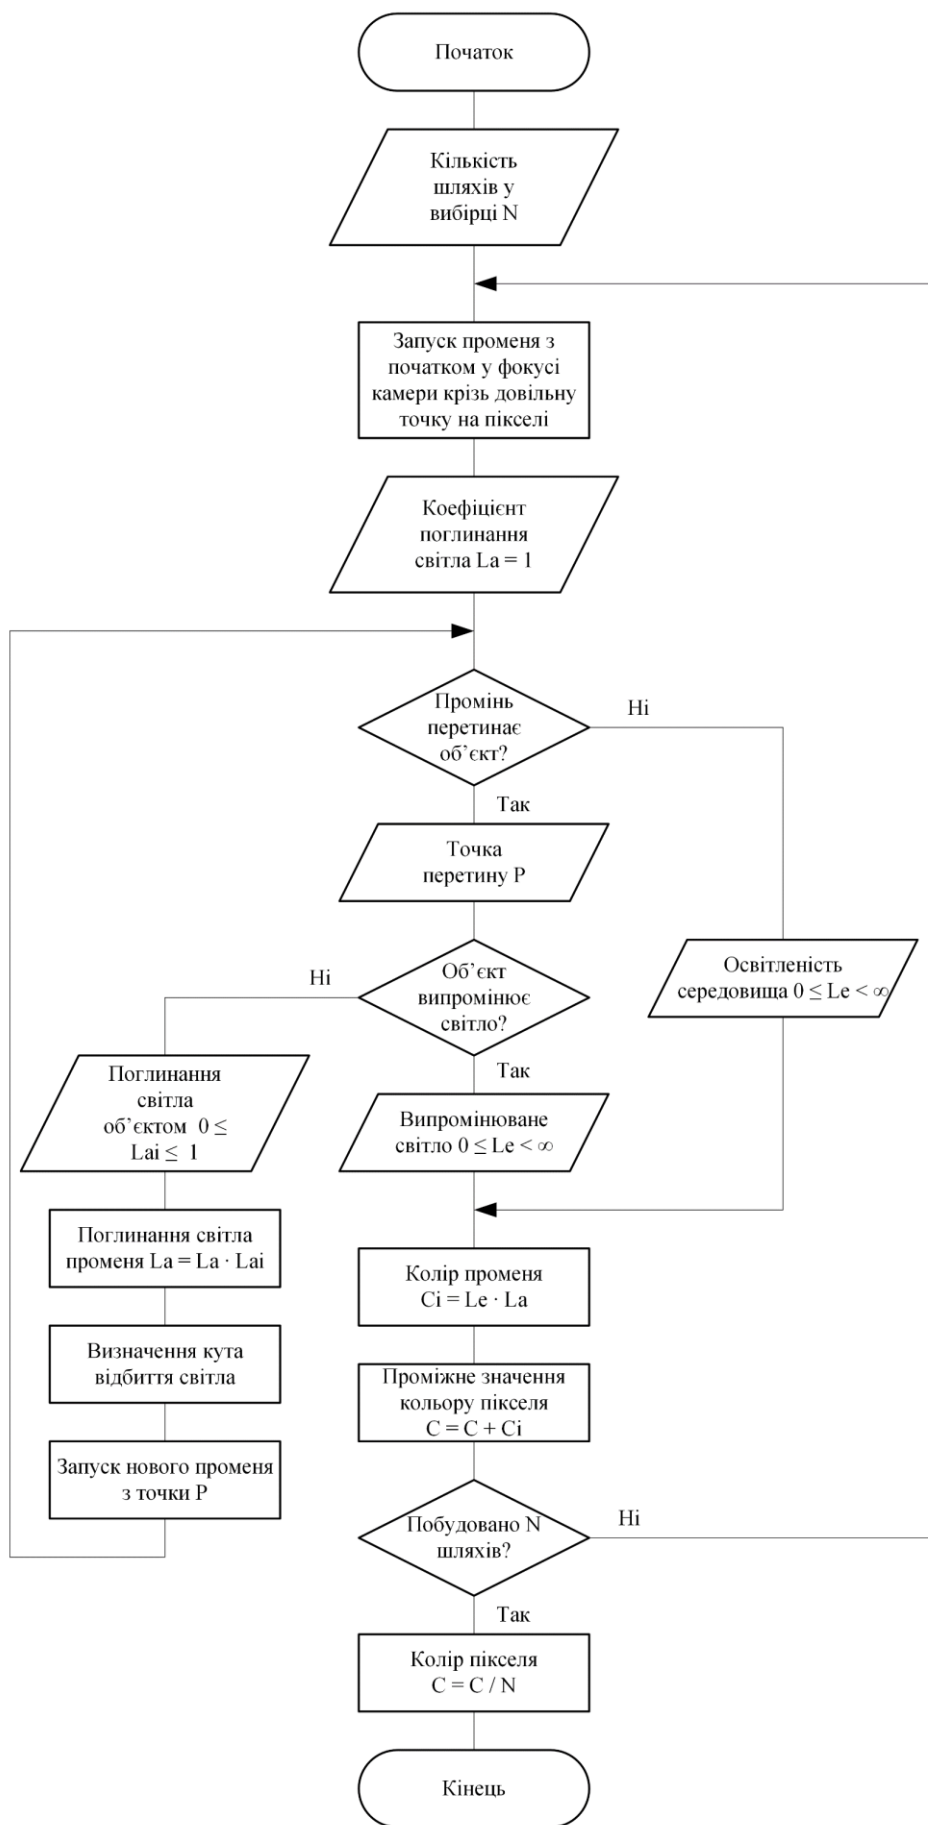 Початок
Кількість
шляхів у
вибірці N
Запуск променя з
початком у фокусі
камери крізь довільну
точку на пікселі
Коефіцієнт
поглинання
світла La = 1
Промінь
перетинає
об’єкт?
Ні
Так
Точка
перетину P
Об’єкт
випромінює
світло?
Ні
Освітленість
середовища 0 ≤ Le < ∞
Так
Поглинання
світла
об’єктом 0 ≤
Lai ≤ 1
Випромінюване
світло 0 ≤ Le < ∞
Поглинання світла
променя La = La · Lai
Колір променя
Ci = Le · La
Визначення кута
відбиття світла
Проміжне значення
кольору пікселя
C = C + Ci
Запуск нового променя
з точки P
Побудовано N
шляхів?
Ні
Так
Колір пікселя
C = C / N
Кінець